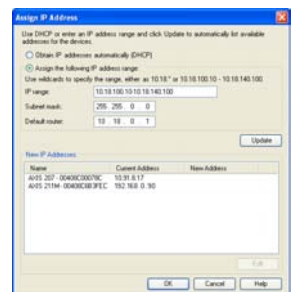 Assign IP Address
Use DHCP or enter an IP address range and click Update to automatically list available
addresses for the devices.
Obtain IP addresses automatically (DHCP)
Assign the following IP address range:
Use wildcards to specify the range, either as 10.18.* or 10.18.100.10 - 10.18.140.100.
IP range: 10.18.100.10-10.18.140.100
Subnet mask: 255 . 255 . 0 . 0
Default router: 10 . 18 . 0 . 1
Update
New IP Addresses:
Name Current Address New Address
AXIS 207 - 00408C00078C 10.91.8.17
AXIS 211M - 00408C8B3FEC 192.168.0.90
Edit
OK Cancel Help